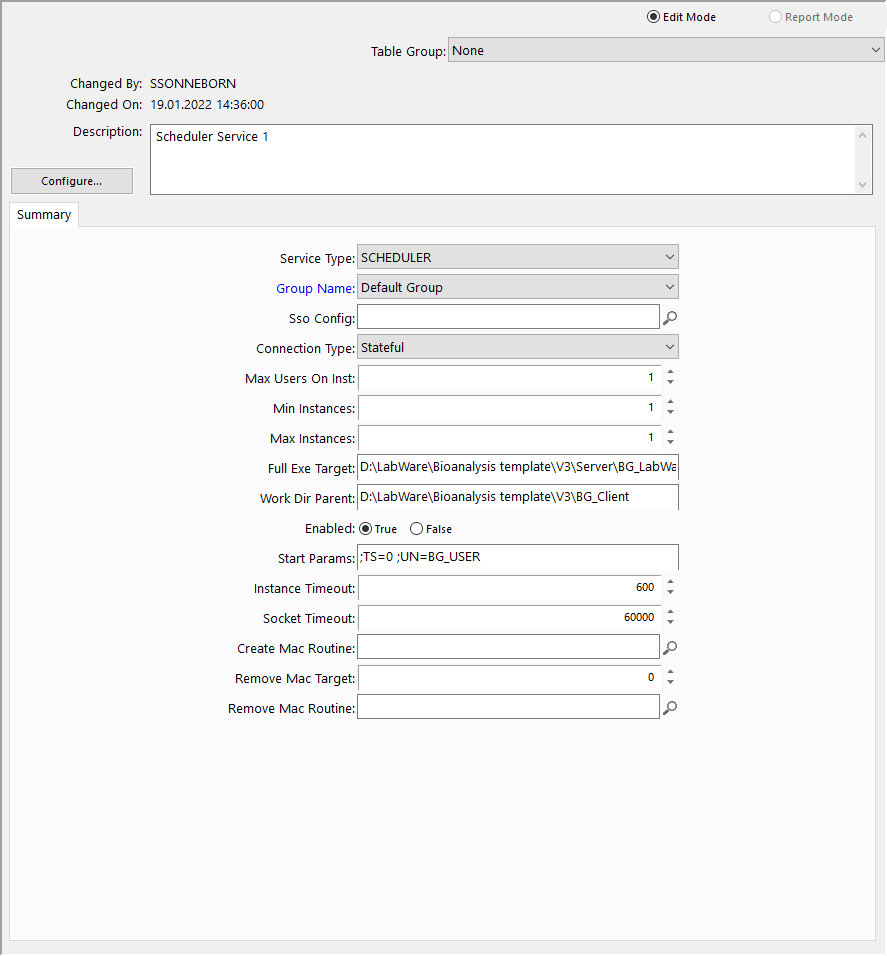 Edit Mode Report Mode
Table Group: None
Changed By: SSONNEBORN
Changed On: 19.01.2022 14:36:00
Description: Scheduler Service 1
Configure...
Summary
Service Type: SCHEDULER
Group Name: Default Group
Sso Config:
Connection Type: Stateful
Max Users On Inst: 1
Min Instances: 1
Max Instances: 1
Full Exe Target: D:\LabWare\Bioanalysis template\V3\Server\BG_LabWa
Work Dir Parent: D:\LabWare\Bioanalysis template\V3\BG_Client
Enabled: True False
Start Params: ;TS=0 ;UN=BG_USER
Instance Timeout: 600
Socket Timeout: 60000
Create Mac Routine:
Remove Mac Target: 0
Remove Mac Routine: